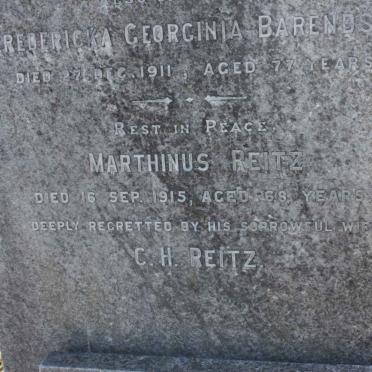 FREDERICKA GEORGINIA BARENDS
DIED 27 DEC. 1911, AGED 77 YEARS
REST IN PEACE
MARTHINUS REITZ
DIED 16 SEP. 1915, AGED 68 YEARS
DEEPLY REGRETTED BY HIS SORROWFUL WIFE
C. H. REITZ.